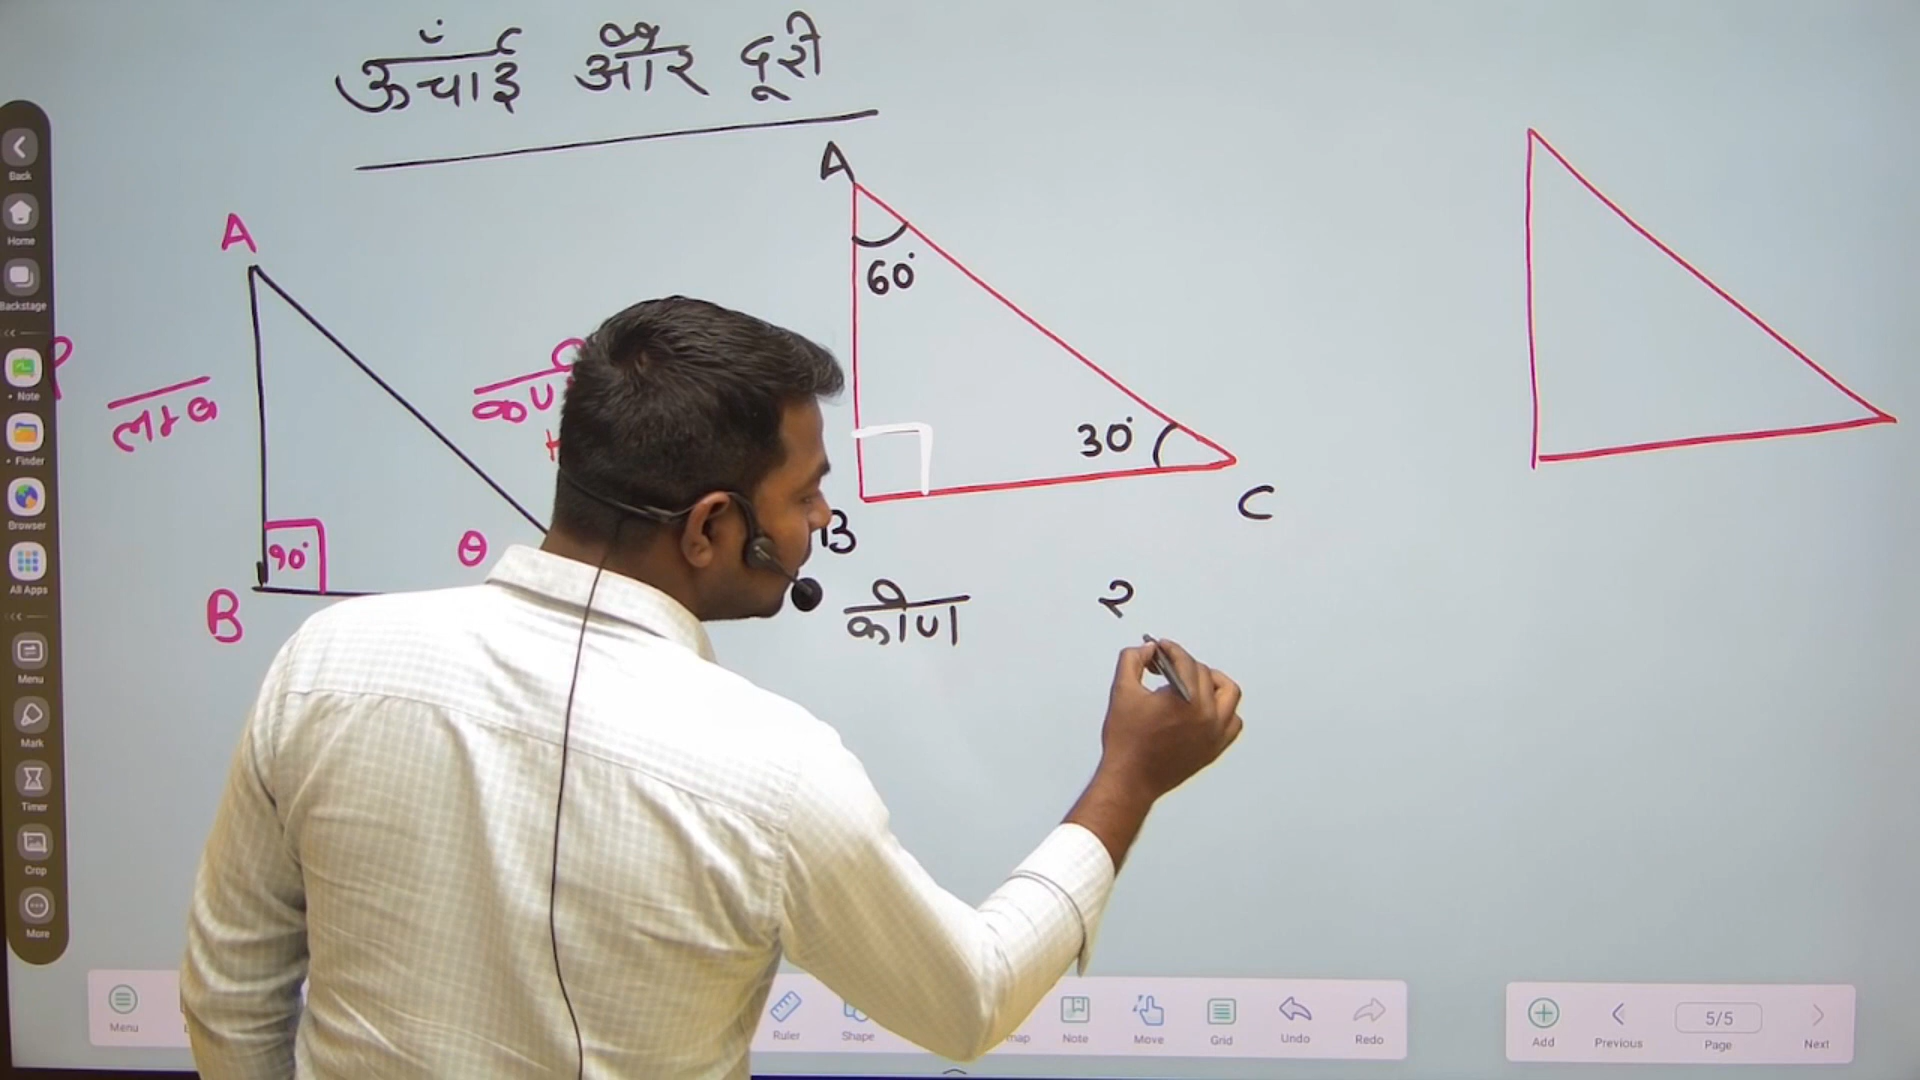 ऊँचाई और दूरी
A
P
लम्ब
90°
θ
B
A
60°
30°
B
C
कोण
Back
Home
Backstage
Note
Finder
Browser
All Apps
Menu
Mark
Timer
Crop
More
Menu
Ruler
Shape
Note
Move
Grid
Undo
Redo
Add
Previous
5/5
Page
Next